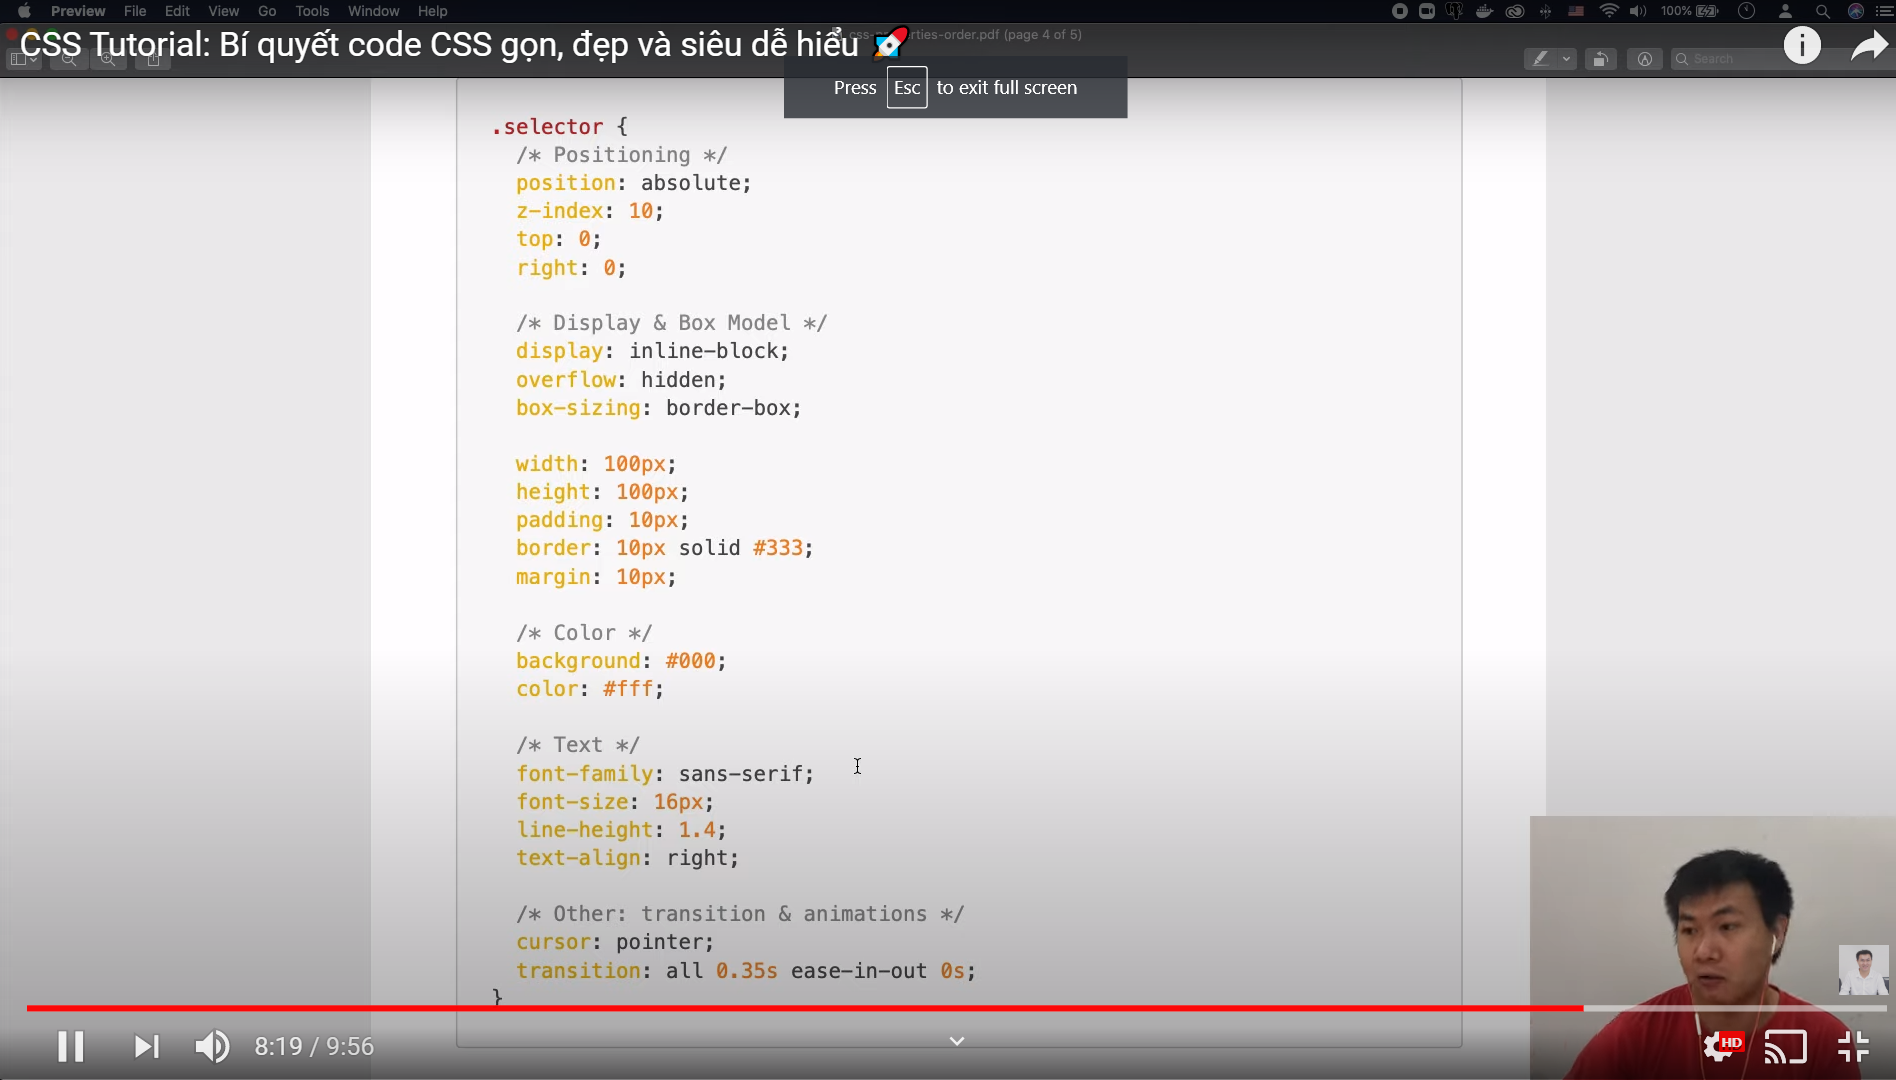 Preview File Edit View Go Tools Window Help 100%
CSS Tutorial: Bí quyết code CSS gọn, đẹp và siêu dễ hiểu
rties-order.pdf (page 4 of 5)
Search
Press Esc to exit full screen
.selector {
/* Positioning */
position: absolute;
z-index: 10;
top: 0;
right: 0;
/* Display & Box Model */
display: inline-block;
overflow: hidden;
box-sizing: border-box;
width: 100px;
height: 100px;
padding: 10px;
border: 10px solid #333;
margin: 10px;
/* Color */
background: #000;
color: #fff;
/* Text */
font-family: sans-serif;
font-size: 16px;
line-height: 1.4;
text-align: right;
/* Other: transition & animations */
cursor: pointer;
transition: all 0.35s ease-in-out 0s;
}
8:19 / 9:56
HD